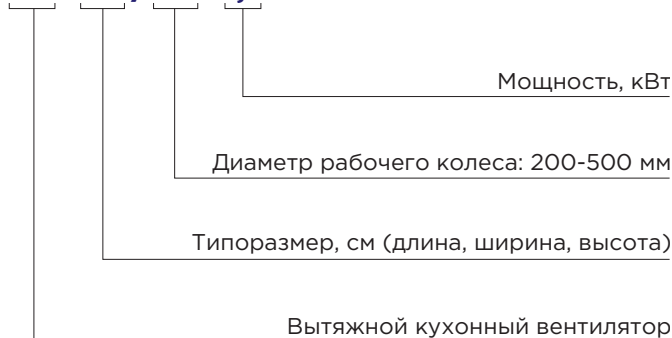 Мощность, кВт
Диаметр рабочего колеса: 200-500 мм
Типоразмер, см (длина, ширина, высота)
Вытяжной кухонный вентилятор